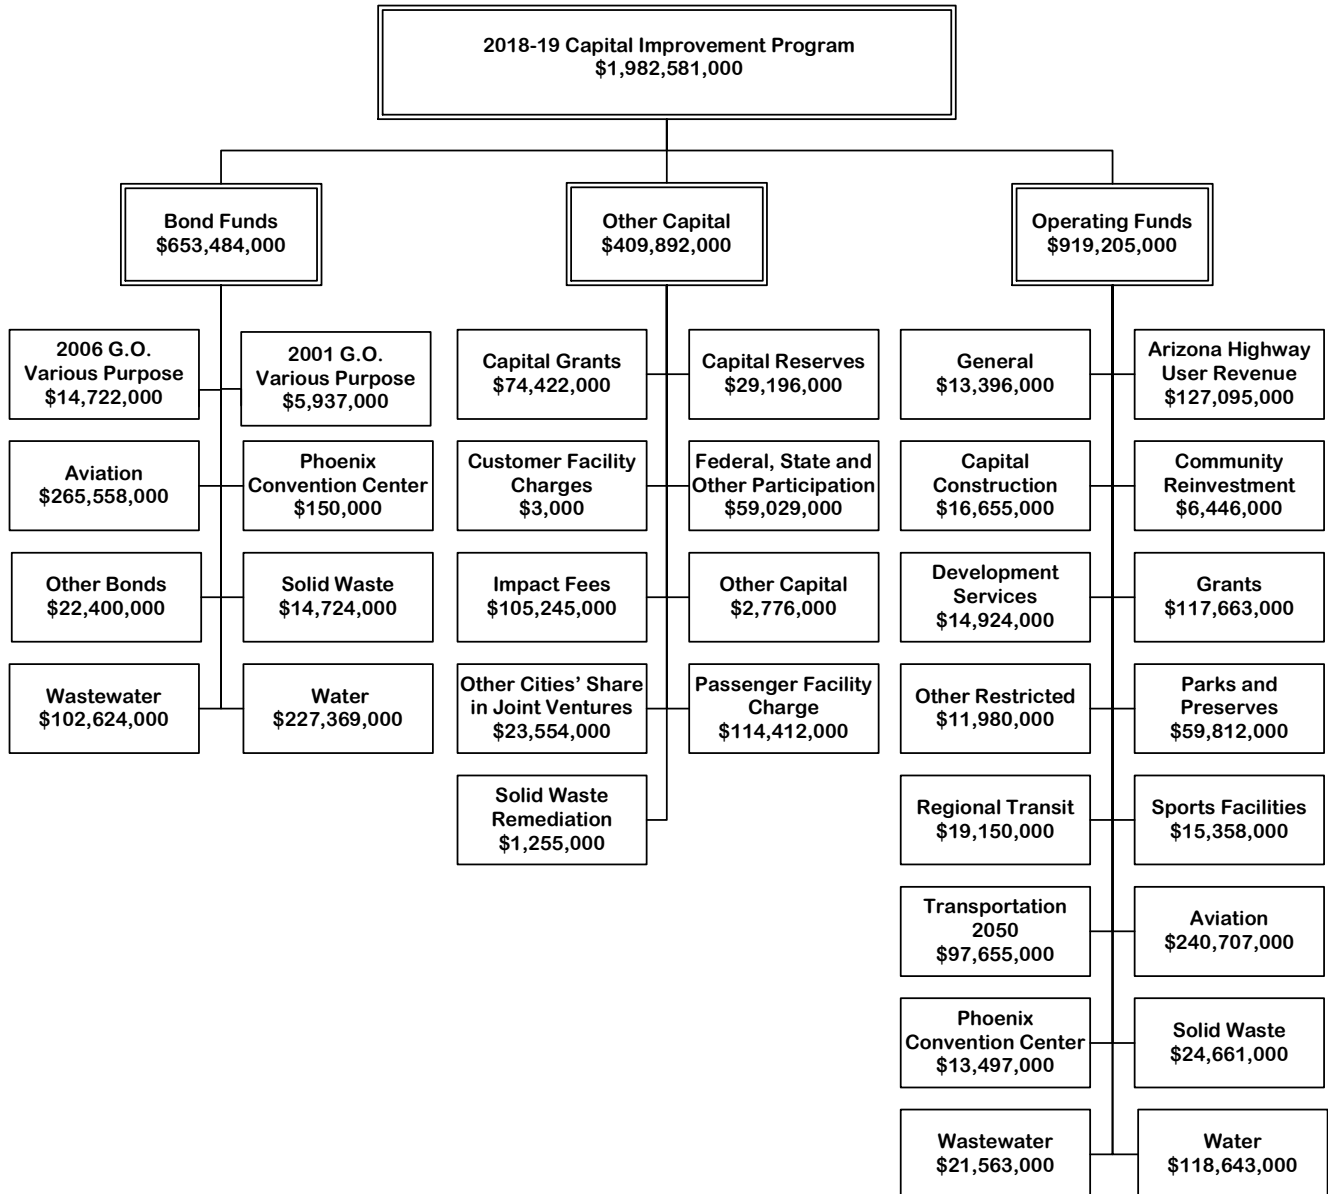 2018-19 Capital Improvement Program
$1,982,581,000
Bond Funds
$653,484,000
Other Capital
$409,892,000
Operating Funds
$919,205,000
2006 G.O.
Various Purpose
$14,722,000
2001 G.O.
Various Purpose
$5,937,000
Aviation
$265,558,000
Phoenix
Convention Center
$150,000
Other Bonds
$22,400,000
Solid Waste
$14,724,000
Wastewater
$102,624,000
Water
$227,369,000
Capital Grants
$74,422,000
Capital Reserves
$29,196,000
Customer Facility
Charges
$3,000
Federal, State and
Other Participation
$59,029,000
Impact Fees
$105,245,000
Other Capital
$2,776,000
Other Cities’ Share
in Joint Ventures
$23,554,000
Passenger Facility
Charge
$114,412,000
Solid Waste
Remediation
$1,255,000
General
$13,396,000
Arizona Highway
User Revenue
$127,095,000
Capital
Construction
$16,655,000
Community
Reinvestment
$6,446,000
Development
Services
$14,924,000
Grants
$117,663,000
Other Restricted
$11,980,000
Parks and
Preserves
$59,812,000
Regional Transit
$19,150,000
Sports Facilities
$15,358,000
Transportation
2050
$97,655,000
Aviation
$240,707,000
Phoenix
Convention Center
$13,497,000
Solid Waste
$24,661,000
Wastewater
$21,563,000
Water
$118,643,000